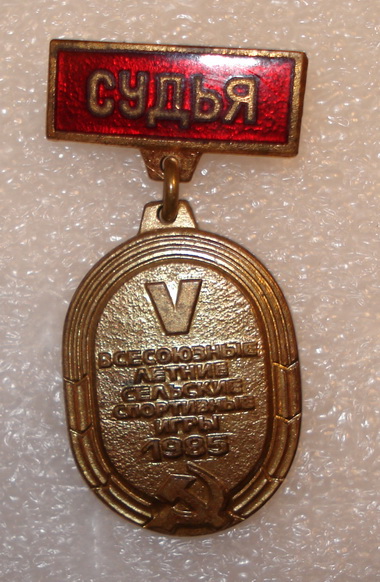 СУДЬЯ
V
ВСЕСОЮЗНЫЕ
ЛЕТНИЕ
СЕЛЬСКИЕ
СПОРТИВНЫЕ
ИГРЫ
1985